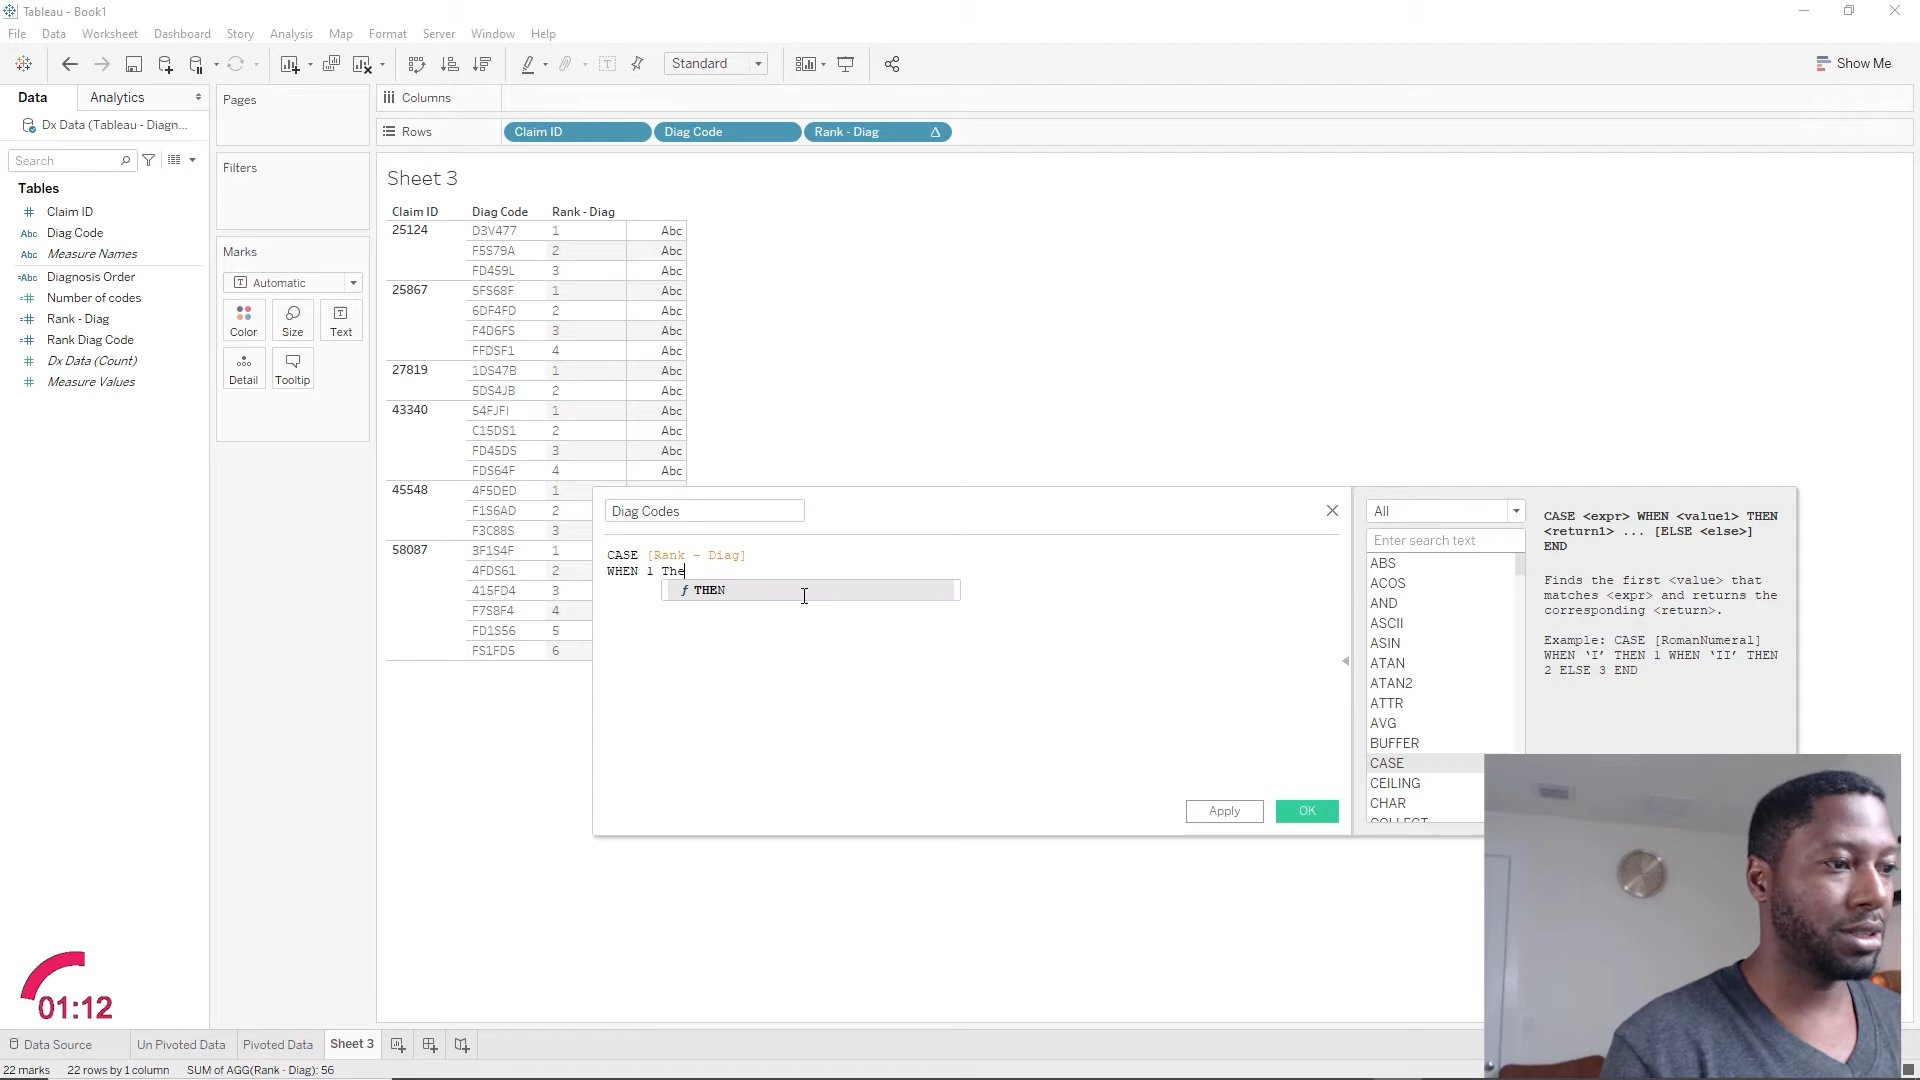 Tableau - Book1
File Data Worksheet Dashboard Story Analysis Map Format Server Window Help
Standard
Show Me
Data Analytics
Dx Data (Tableau - Diagn...
Search
Tables
# Claim ID
Abc Diag Code
Abc Measure Names
=Abc Diagnosis Order
=# Number of codes
=# Rank - Diag
=# Rank Diag Code
# Dx Data (Count)
# Measure Values
Pages
Filters
Marks
Automatic
Color Size Text
Detail Tooltip
Columns
Rows Claim ID Diag Code Rank - Diag Δ
Sheet 3
Claim ID Diag Code Rank - Diag
25124 D3V477 1 Abc
F5S79A 2 Abc
FD459L 3 Abc
25867 5FS68F 1 Abc
6DF4FD 2 Abc
F4D6FS 3 Abc
FFDSF1 4 Abc
27819 1DS47B 1 Abc
5DS4JB 2 Abc
43340 54FJFI 1 Abc
C15DS1 2 Abc
FD45DS 3 Abc
FDS64F 4 Abc
45548 4F5DED 1
F1S6AD 2
F3C88S 3
58087 3F1S4F 1
4FDS61 2
415FD4 3
F7S8F4 4
FD1S56 5
FS1FD5 6
Diag Codes
CASE [Rank - Diag]
WHEN 1 The
f THEN
Apply OK
All
Enter search text
ABS
ACOS
AND
ASCII
ASIN
ATAN
ATAN2
ATTR
AVG
BUFFER
CASE
CEILING
CHAR
COLLECT
CASE <expr> WHEN <value1> THEN
<return1> ... [ELSE <else>]
END
Finds the first <value> that
matches <expr> and returns the
corresponding <return>.
Example: CASE [RomanNumeral]
WHEN ‘I’ THEN 1 WHEN ‘II’ THEN
2 ELSE 3 END
01:12
Data Source Un Pivoted Data Pivoted Data Sheet 3
22 marks 22 rows by 1 column SUM of AGG(Rank - Diag): 56